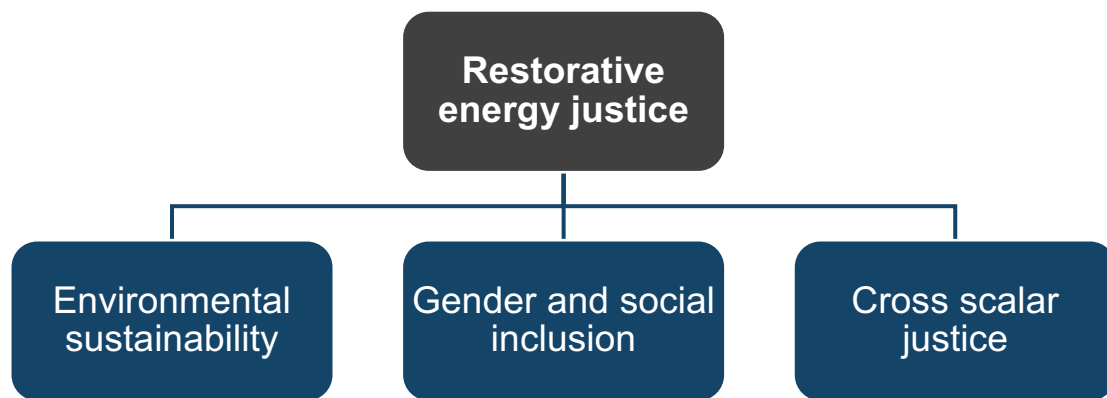 Restorative
energy justice
Environmental
sustainability
Gender and social
inclusion
Cross scalar
justice